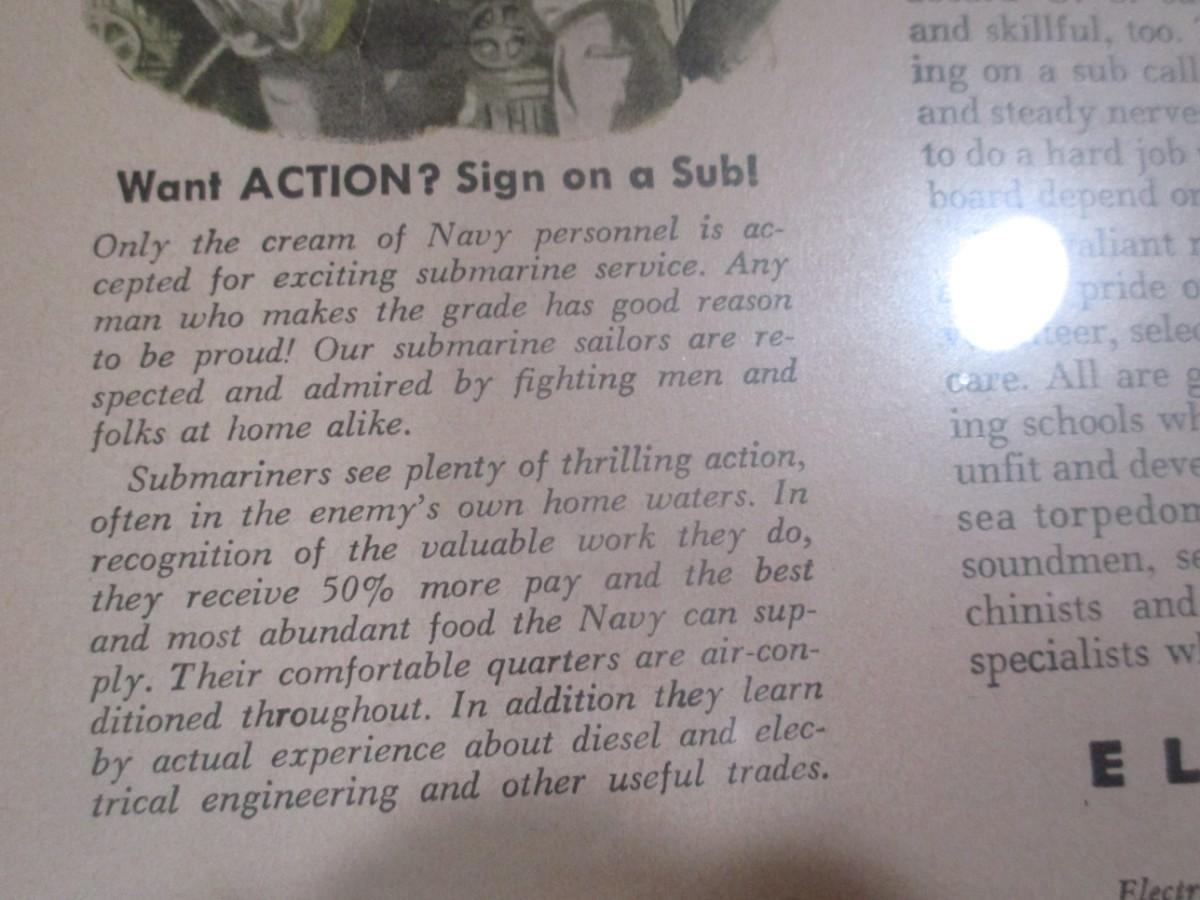 Want ACTION? Sign on a Sub!
Only the cream of Navy personnel is ac-
cepted for exciting submarine service. Any
man who makes the grade has good reason
to be proud! Our submarine sailors are re-
spected and admired by fighting men and
folks at home alike.
Submariners see plenty of thrilling action,
often in the enemy's own home waters. In
recognition of the valuable work they do,
they receive 50% more pay and the best
and most abundant food the Navy can sup-
ply. Their comfortable quarters are air-con-
ditioned throughout. In addition they learn
by actual experience about diesel and elec-
trical engineering and other useful trades.
and skillful, too.
ing on a sub call
and steady nerve
to do a hard job
board depend or
aliant
pride o
teer, selec
care. All are g
ing schools wh
unfit and deve
sea torpedom
soundmen, se
chinists and
specialists w
E L
Electr